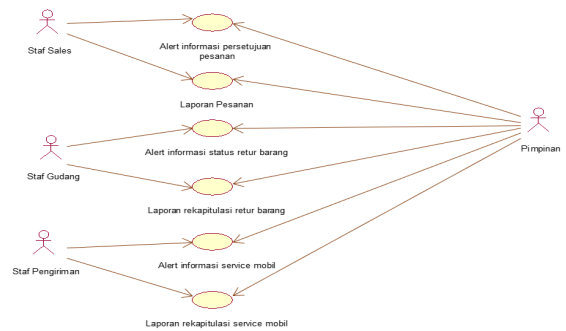 Staf Sales
Alert informasi persetujuan
pesanan
Laporan Pesanan
Alert informasi status retur barang
Staf Gudang
Pimpinan
Laporan rekapitulasi retur barang
Alert informasi service mobil
Staf Pengiriman
Laporan rekapitulasi service mobil